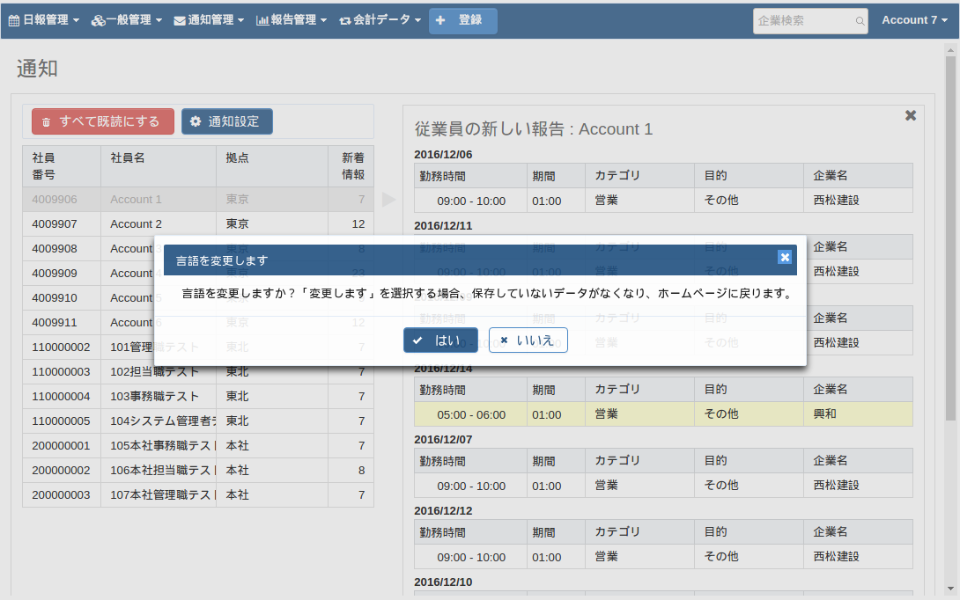 日報管理 一般管理 通知管理 報告管理 会計データ 登録 企業検索 Account 7
通知
すべて既読にする 通知設定
社員番号 社員名 拠点 新着情報
4009906 Account 1 東京 7
4009907 Account 2 東京 12
4009908 Account 東京 8
4009909 Account 23
4009910 Account
4009911 Account 6 東京 12
110000002 101管理職テスト 東北 7
110000003 102担当職テスト 東北 7
110000004 103事務職テスト 東北 7
110000005 104システム管理者テ 東北 7
200000001 105本社事務職テスト 本社 7
200000002 106本社担当職テスト 本社 8
200000003 107本社管理職テスト 本社 7
従業員の新しい報告 : Account 1
2016/12/06
勤務時間 期間 カテゴリ 目的 企業名
09:00 - 10:00 01:00 営業 その他 西松建設
2016/12/11
勤務時間 期間 カテゴリ 目的 企業名
09:00 - 10:00 01:00 営業 その他 西松建設
言語を変更します
言語を変更しますか？「変更します」を選択する場合、保存していないデータがなくなり、ホームページに戻ります。
はい いいえ
勤務時間 期間 カテゴリ 目的 企業名
営業 その他 西松建設
2016/12/14
勤務時間 期間 カテゴリ 目的 企業名
05:00 - 06:00 01:00 営業 その他 興和
2016/12/07
勤務時間 期間 カテゴリ 目的 企業名
09:00 - 10:00 01:00 営業 その他 西松建設
2016/12/12
勤務時間 期間 カテゴリ 目的 企業名
09:00 - 10:00 01:00 営業 その他 西松建設
2016/12/10